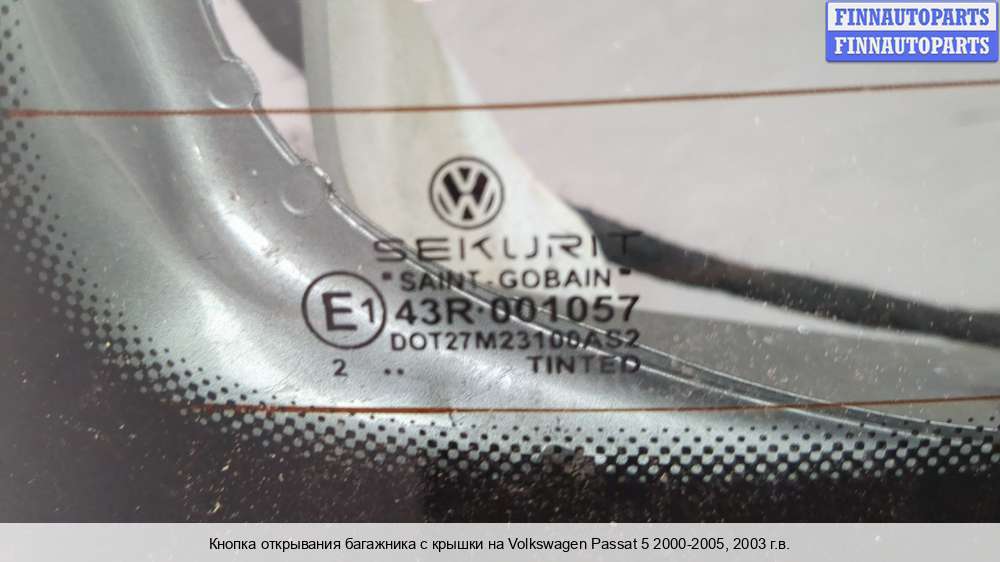 FINNAUTOPARTS
FINNAUTOPARTS
VW
SEKURIT
"SAINT-GOBAIN"
E1 43R-001057
DOT27M23100AS2
2 .. TINTED
Кнопка открывания багажника с крышки на Volkswagen Passat 5 2000-2005, 2003 г.в.